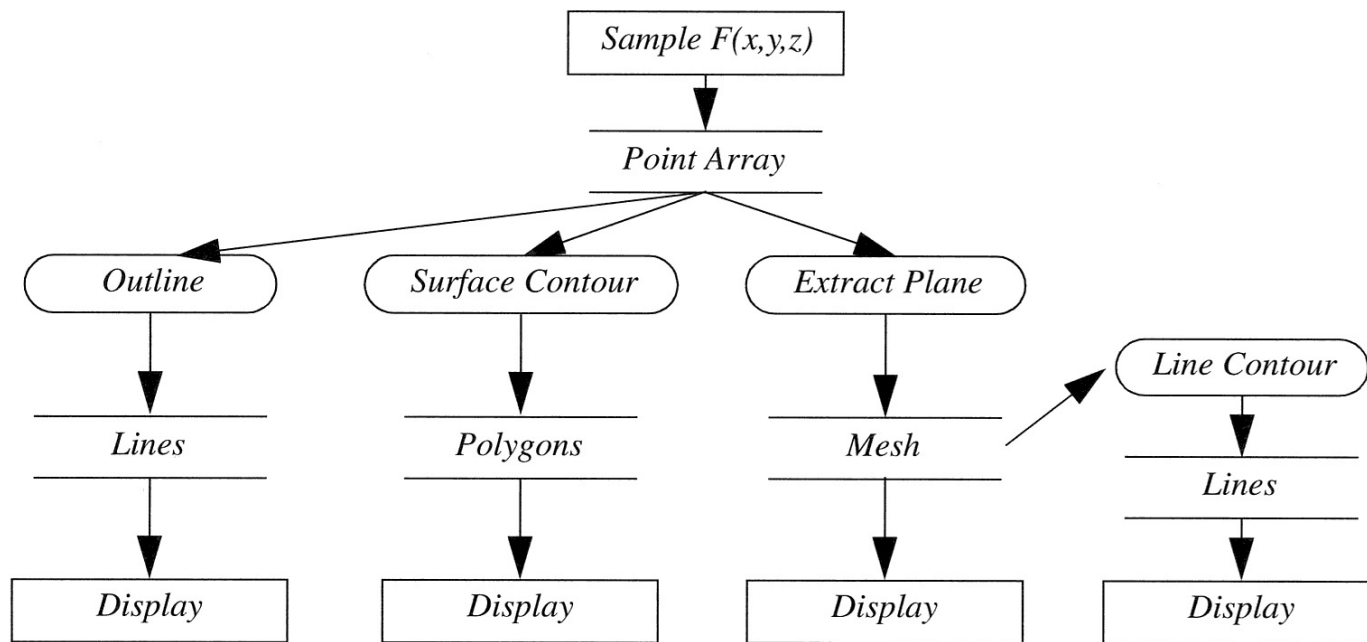 Sample F(x,y,z)
Point Array
Outline
Surface Contour
Extract Plane
Line Contour
Lines
Polygons
Mesh
Lines
Display
Display
Display
Display